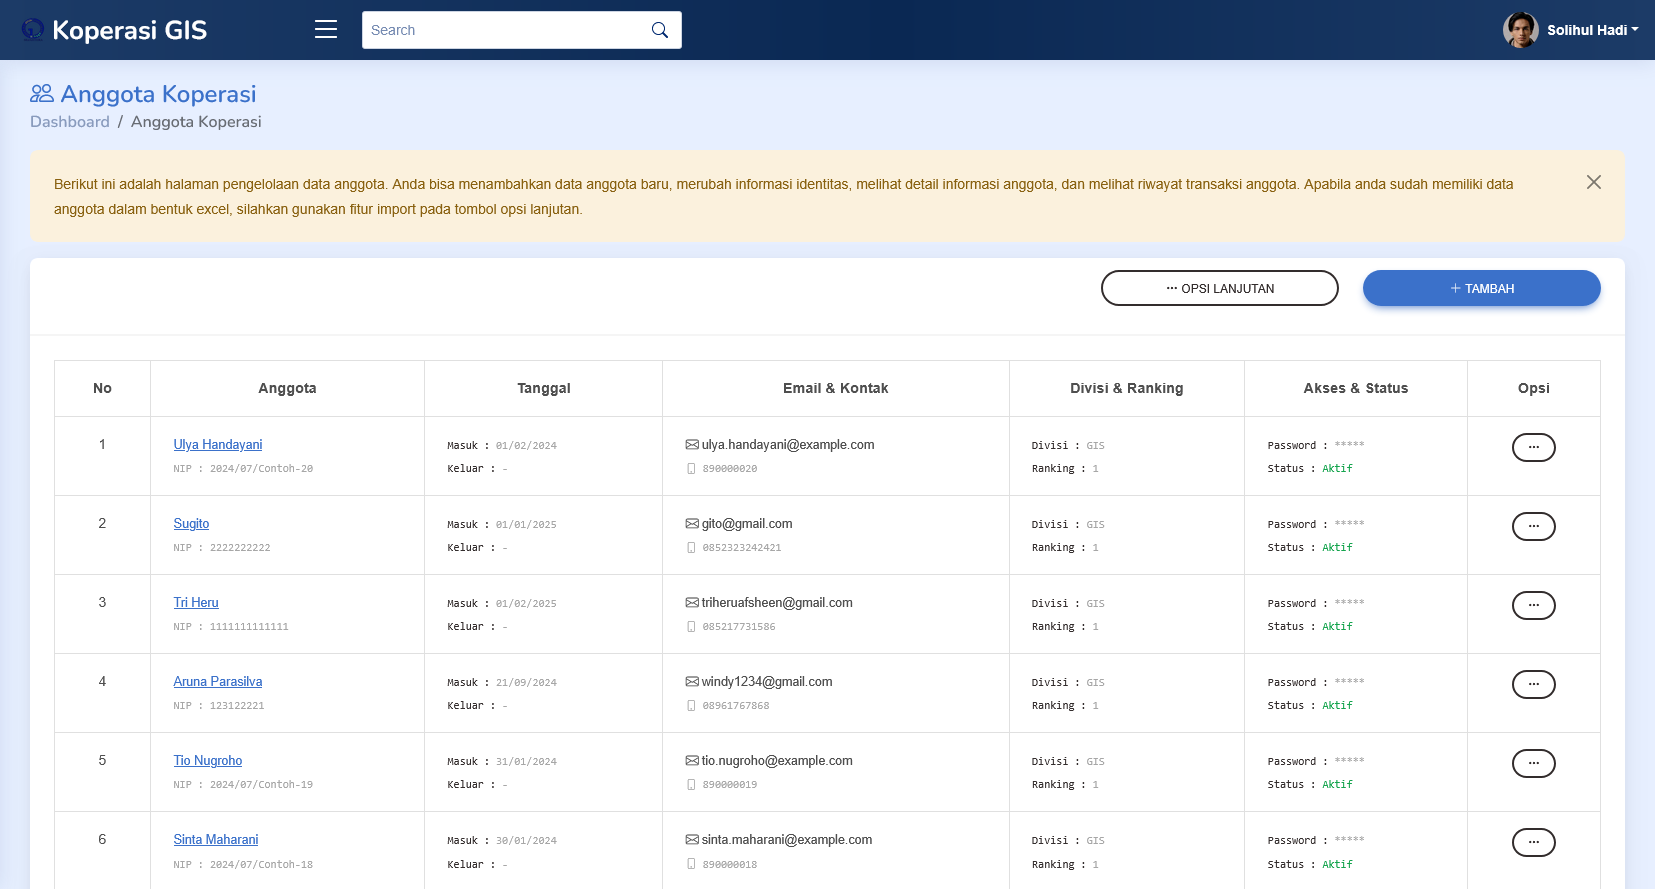 Koperasi GIS
Search
Solihul Hadi
Anggota Koperasi
Dashboard / Anggota Koperasi
Berikut ini adalah halaman pengelolaan data anggota. Anda bisa menambahkan data anggota baru, merubah informasi identitas, melihat detail informasi anggota, dan melihat riwayat transaksi anggota. Apabila anda sudah memiliki data
anggota dalam bentuk excel, silahkan gunakan fitur import pada tombol opsi lanjutan.
··· OPSI LANJUTAN
+ TAMBAH
No Anggota Tanggal Email & Kontak Divisi & Ranking Akses & Status Opsi
1 Ulya Handayani Masuk : 01/02/2024 ulya.handayani@example.com Divisi : GIS Password : ***** ···
NIP : 2024/07/Contoh-20 Keluar : - 890000020 Ranking : 1 Status : Aktif
2 Sugito Masuk : 01/01/2025 gito@gmail.com Divisi : GIS Password : ***** ···
NIP : 2222222222 Keluar : - 0852323242421 Ranking : 1 Status : Aktif
3 Tri Heru Masuk : 01/02/2025 triheruafsheen@gmail.com Divisi : GIS Password : ***** ···
NIP : 1111111111111 Keluar : - 085217731586 Ranking : 1 Status : Aktif
4 Aruna Parasilva Masuk : 21/09/2024 windy1234@gmail.com Divisi : GIS Password : ***** ···
NIP : 123122221 Keluar : - 08961767868 Ranking : 1 Status : Aktif
5 Tio Nugroho Masuk : 31/01/2024 tio.nugroho@example.com Divisi : GIS Password : ***** ···
NIP : 2024/07/Contoh-19 Keluar : - 890000019 Ranking : 1 Status : Aktif
6 Sinta Maharani Masuk : 30/01/2024 sinta.maharani@example.com Divisi : GIS Password : ***** ···
NIP : 2024/07/Contoh-18 Keluar : - 890000018 Ranking : 1 Status : Aktif